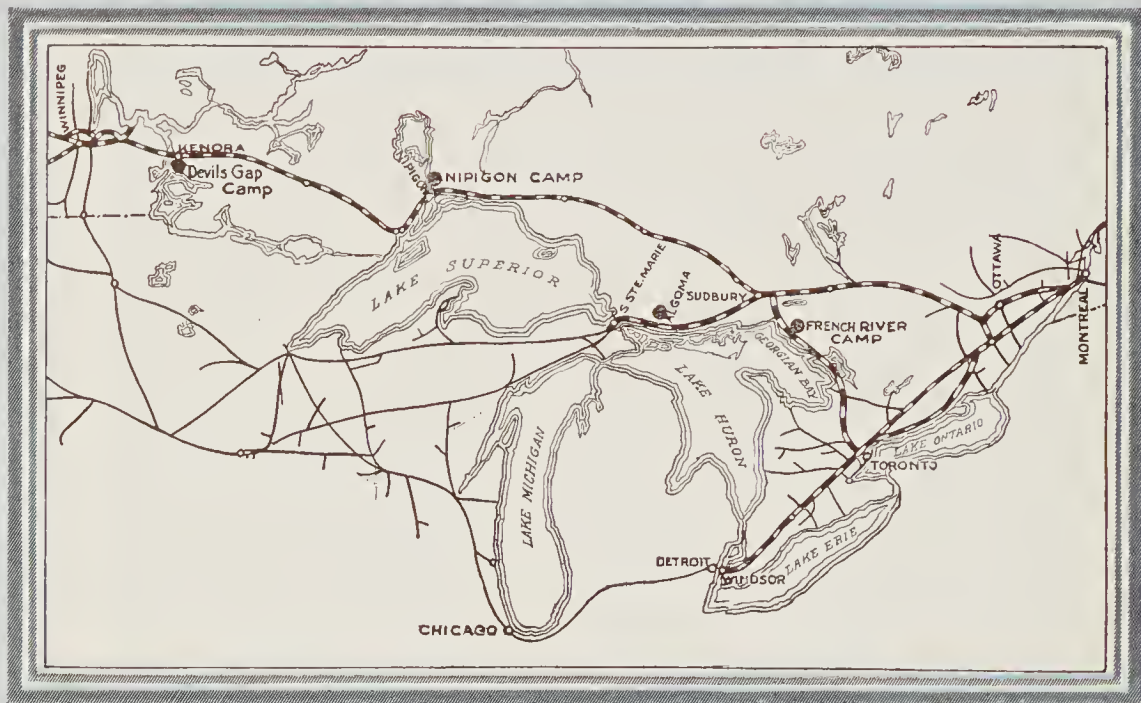 WINNIPEG
KENORA
Devils Gap
Camp
NIPIGON
NIPIGON CAMP
LAKE SUPERIOR
S STE. MARIE
ALGOMA
SUDBURY
OTTAWA
MONTREAL
FRENCH RIVER
CAMP
GEORGIAN BAY
LAKE HURON
LAKE MICHIGAN
LAKE ONTARIO
TORONTO
LAKE ERIE
DETROIT
WINDSOR
CHICAGO